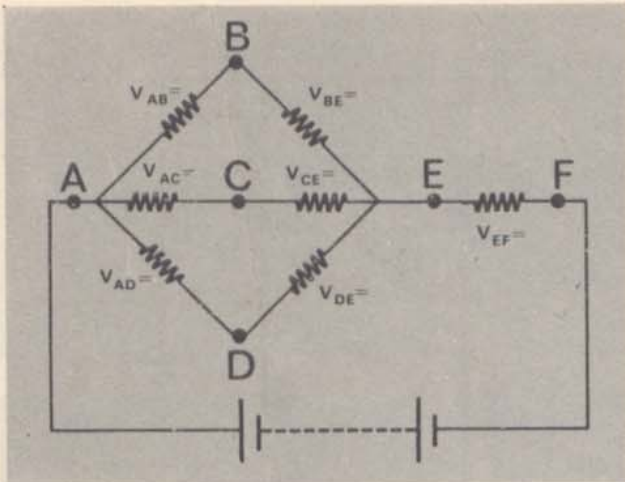 B
V_AB= V_BE=
A V_AC= C V_CE= E F
V_EF=
V_AD= V_DE=
D